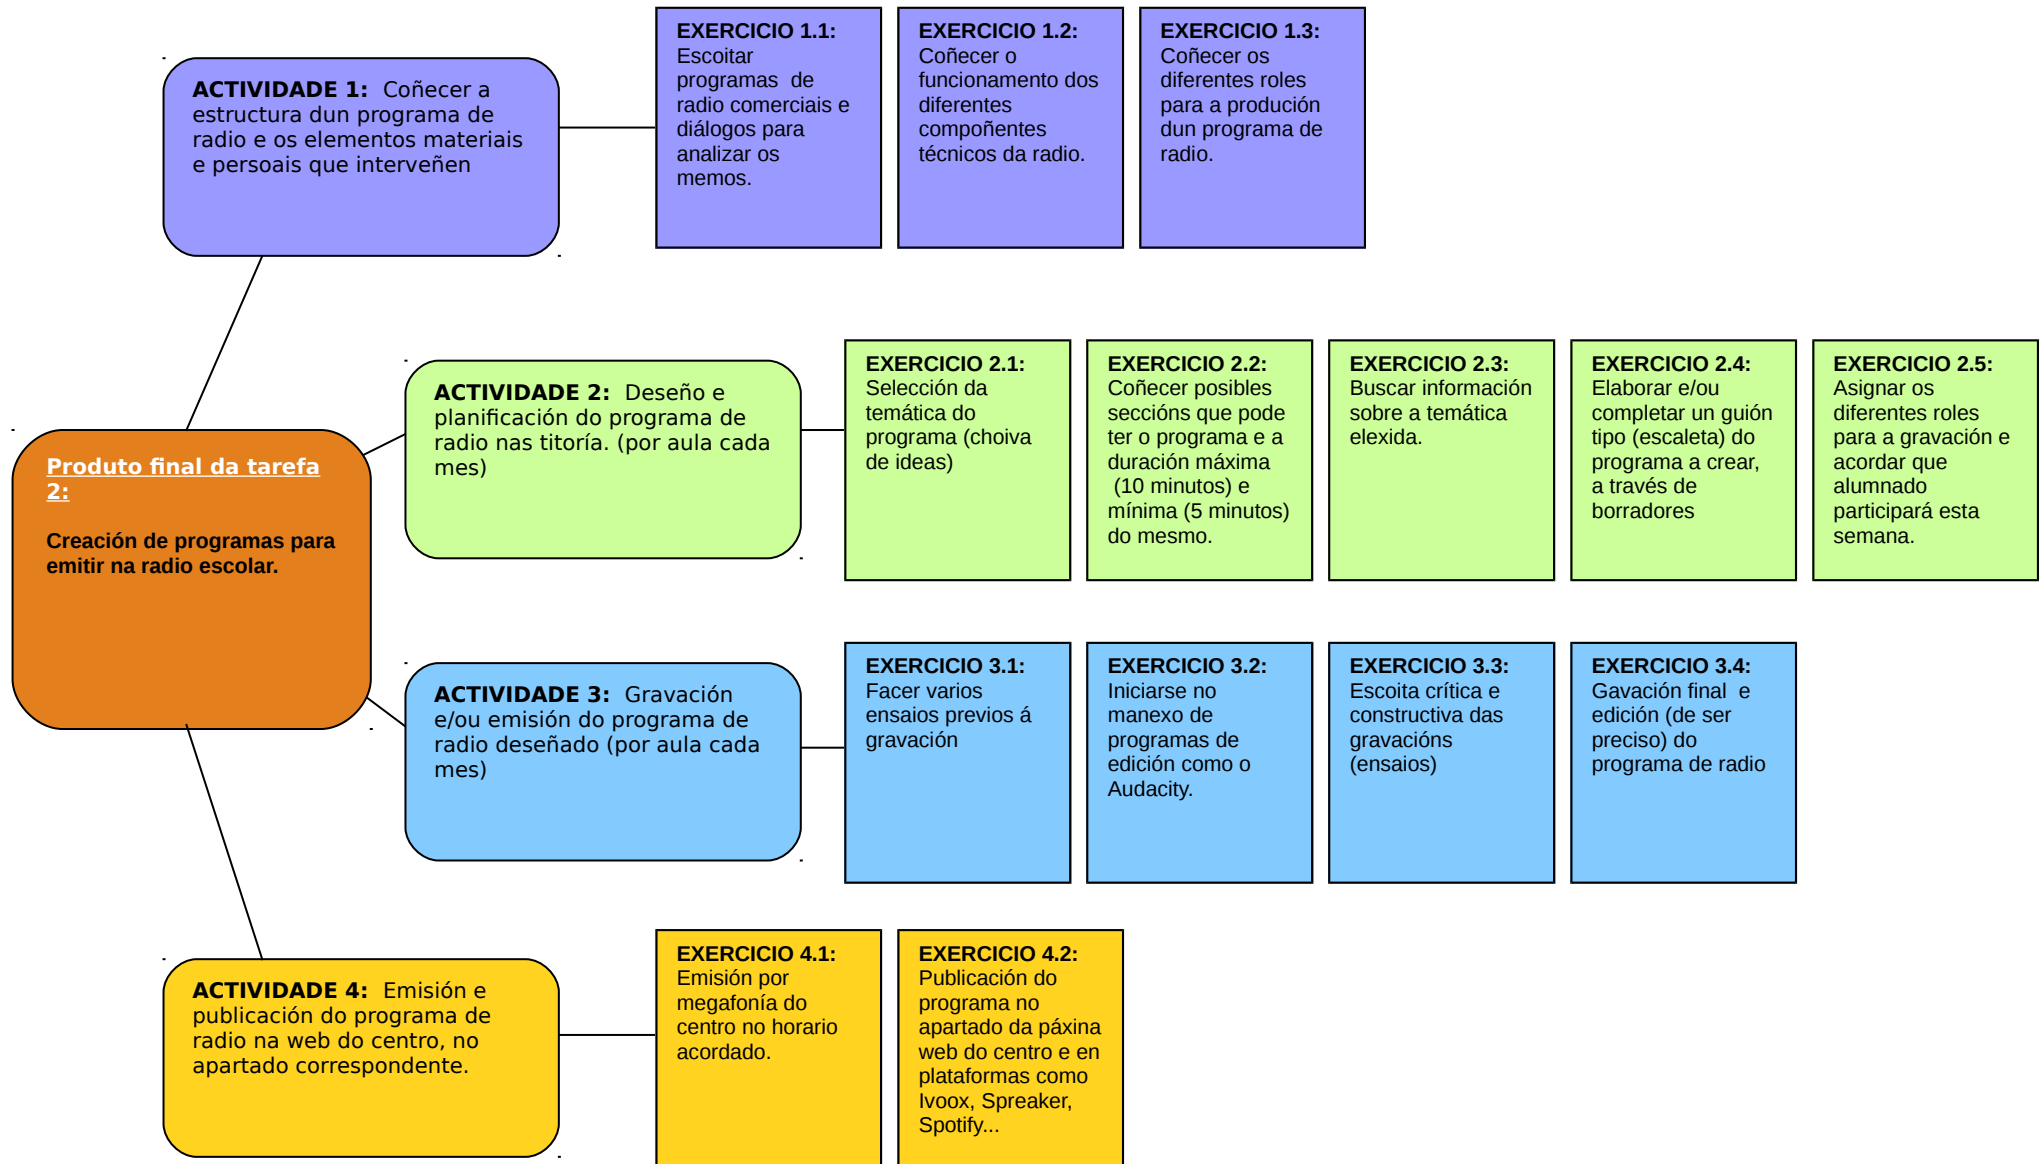 EXERCICIO 1.1:
Escoitar
programas  de
radio comerciais e
diálogos para
analizar os
memos.
EXERCICIO 1.2:
Coñecer o
funcionamento dos
diferentes
compoñentes
técnicos da radio.
EXERCICIO 1.3:
Coñecer os
diferentes roles
para a produción
dun programa de
radio.
ACTIVIDADE 1:  Coñecer a
estructura dun programa de
radio e os elementos materiais
e persoais que interveñen
EXERCICIO 2.1:
Selección da
temática do
programa (choiva
de ideas)
EXERCICIO 2.2:
Coñecer posibles
seccións que pode
ter o programa e a
duración máxima
(10 minutos) e
mínima (5 minutos)
do mesmo.
EXERCICIO 2.3:
Buscar información
sobre a temática
elexida.
EXERCICIO 2.4:
Elaborar e/ou
completar un guión
tipo (escaleta) do
programa a crear,
a través de
borradores
EXERCICIO 2.5:
Asignar os
diferentes roles
para a gravación e
acordar que
alumnado
participará esta
semana.
ACTIVIDADE 2:  Deseño e
planificación do programa de
radio nas titoría. (por aula cada
mes)
Produto final da tarefa
2:
Creación de programas para
emitir na radio escolar.
EXERCICIO 3.1:
Facer varios
ensaios previos á
gravación
EXERCICIO 3.2:
Iniciarse no
manexo de
programas de
edición como o
Audacity.
EXERCICIO 3.3:
Escoita crítica e
constructiva das
gravacións
(ensaios)
EXERCICIO 3.4:
Gavación final  e
edición (de ser
preciso) do
programa de radio
ACTIVIDADE 3:  Gravación
e/ou emisión do programa de
radio deseñado (por aula cada
mes)
EXERCICIO 4.1:
Emisión por
megafonía do
centro no horario
acordado.
EXERCICIO 4.2:
Publicación do
programa no
apartado da páxina
web do centro e en
plataformas como
Ivoox, Spreaker,
Spotify...
ACTIVIDADE 4:  Emisión e
publicación do programa de
radio na web do centro, no
apartado correspondente.